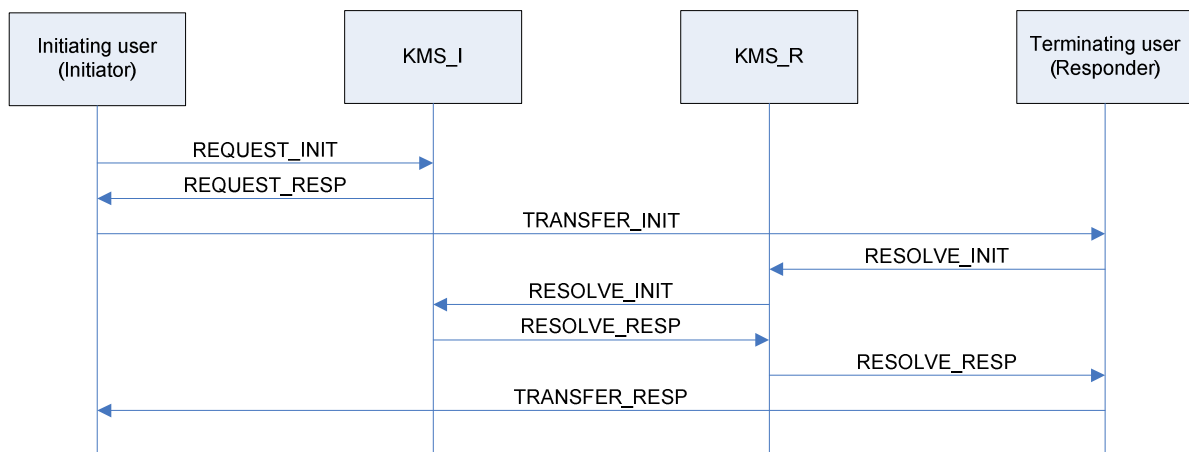 Initiating user
(Initiator)
KMS_I
KMS_R
Terminating user
(Responder)
REQUEST_INIT
REQUEST_RESP
TRANSFER_INIT
RESOLVE_INIT
RESOLVE_INIT
RESOLVE_RESP
RESOLVE_RESP
TRANSFER_RESP